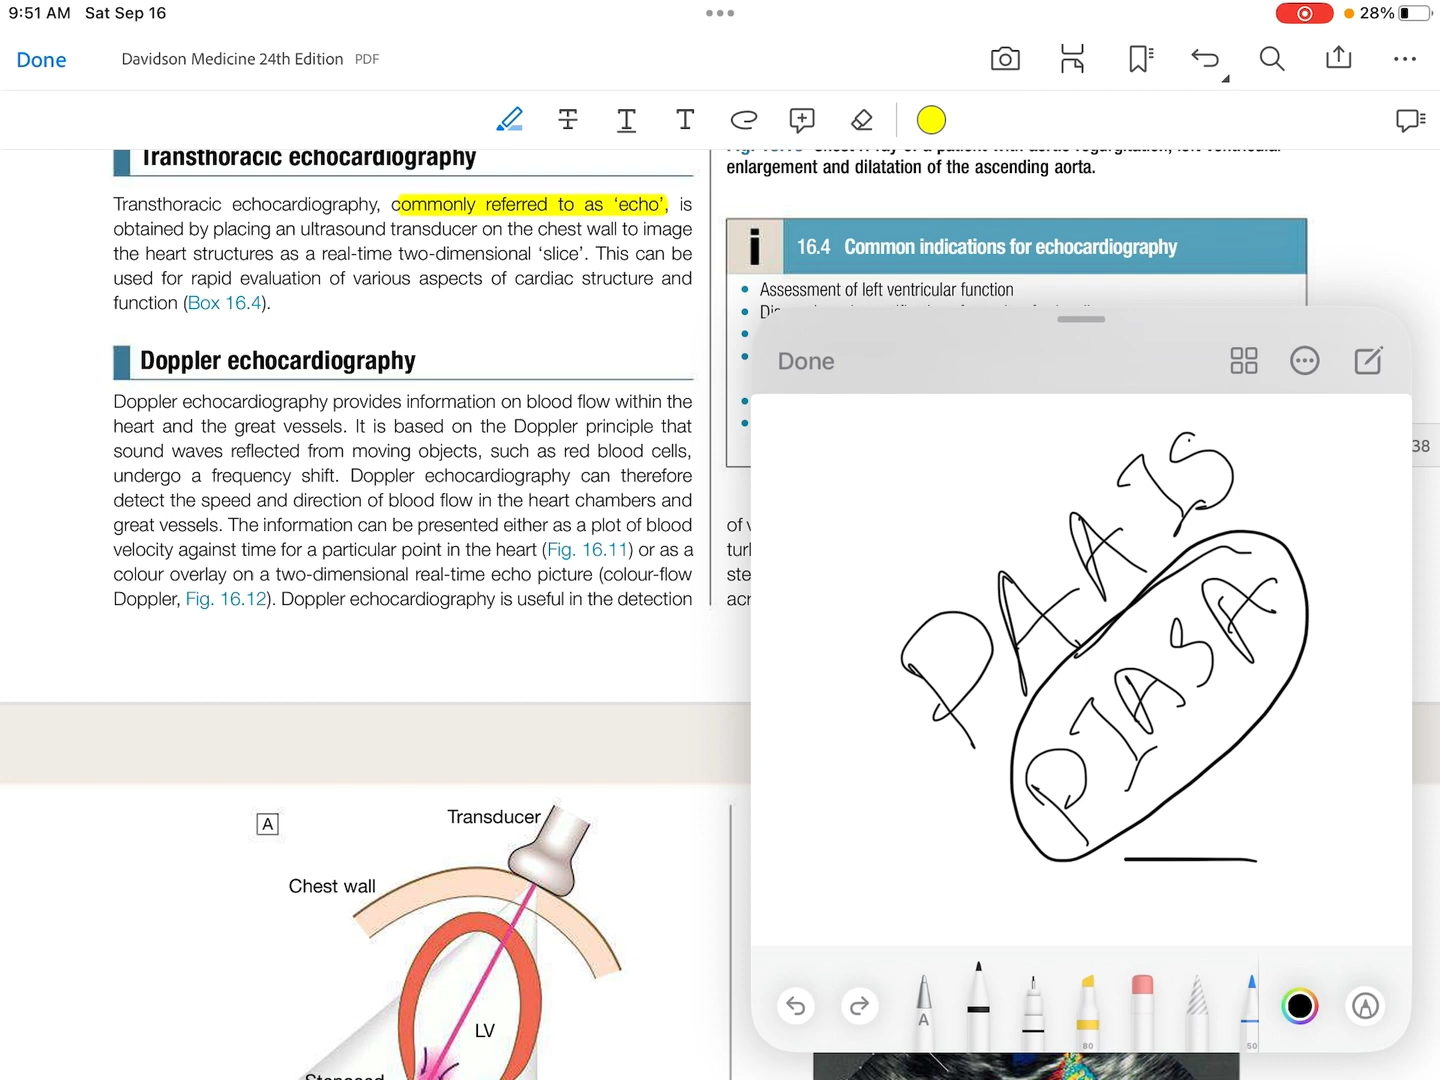 9:51 AM Sat Sep 16
28%
Done
Davidson Medicine 24th Edition PDF
Transthoracic echocardiography
Transthoracic echocardiography, commonly referred to as ‘echo’, is
obtained by placing an ultrasound transducer on the chest wall to image
the heart structures as a real-time two-dimensional ‘slice’. This can be
used for rapid evaluation of various aspects of cardiac structure and
function (Box 16.4).
Doppler echocardiography
Doppler echocardiography provides information on blood flow within the
heart and the great vessels. It is based on the Doppler principle that
sound waves reflected from moving objects, such as red blood cells,
undergo a frequency shift. Doppler echocardiography can therefore
detect the speed and direction of blood flow in the heart chambers and
great vessels. The information can be presented either as a plot of blood
velocity against time for a particular point in the heart (Fig. 16.11) or as a
colour overlay on a two-dimensional real-time echo picture (colour-flow
Doppler, Fig. 16.12). Doppler echocardiography is useful in the detection
enlargement and dilatation of the ascending aorta.
i 16.4 Common indications for echocardiography
• Assessment of left ventricular function
38
of v
turl
ste
acr
Done
A
80
50
A
Transducer
Chest wall
LV